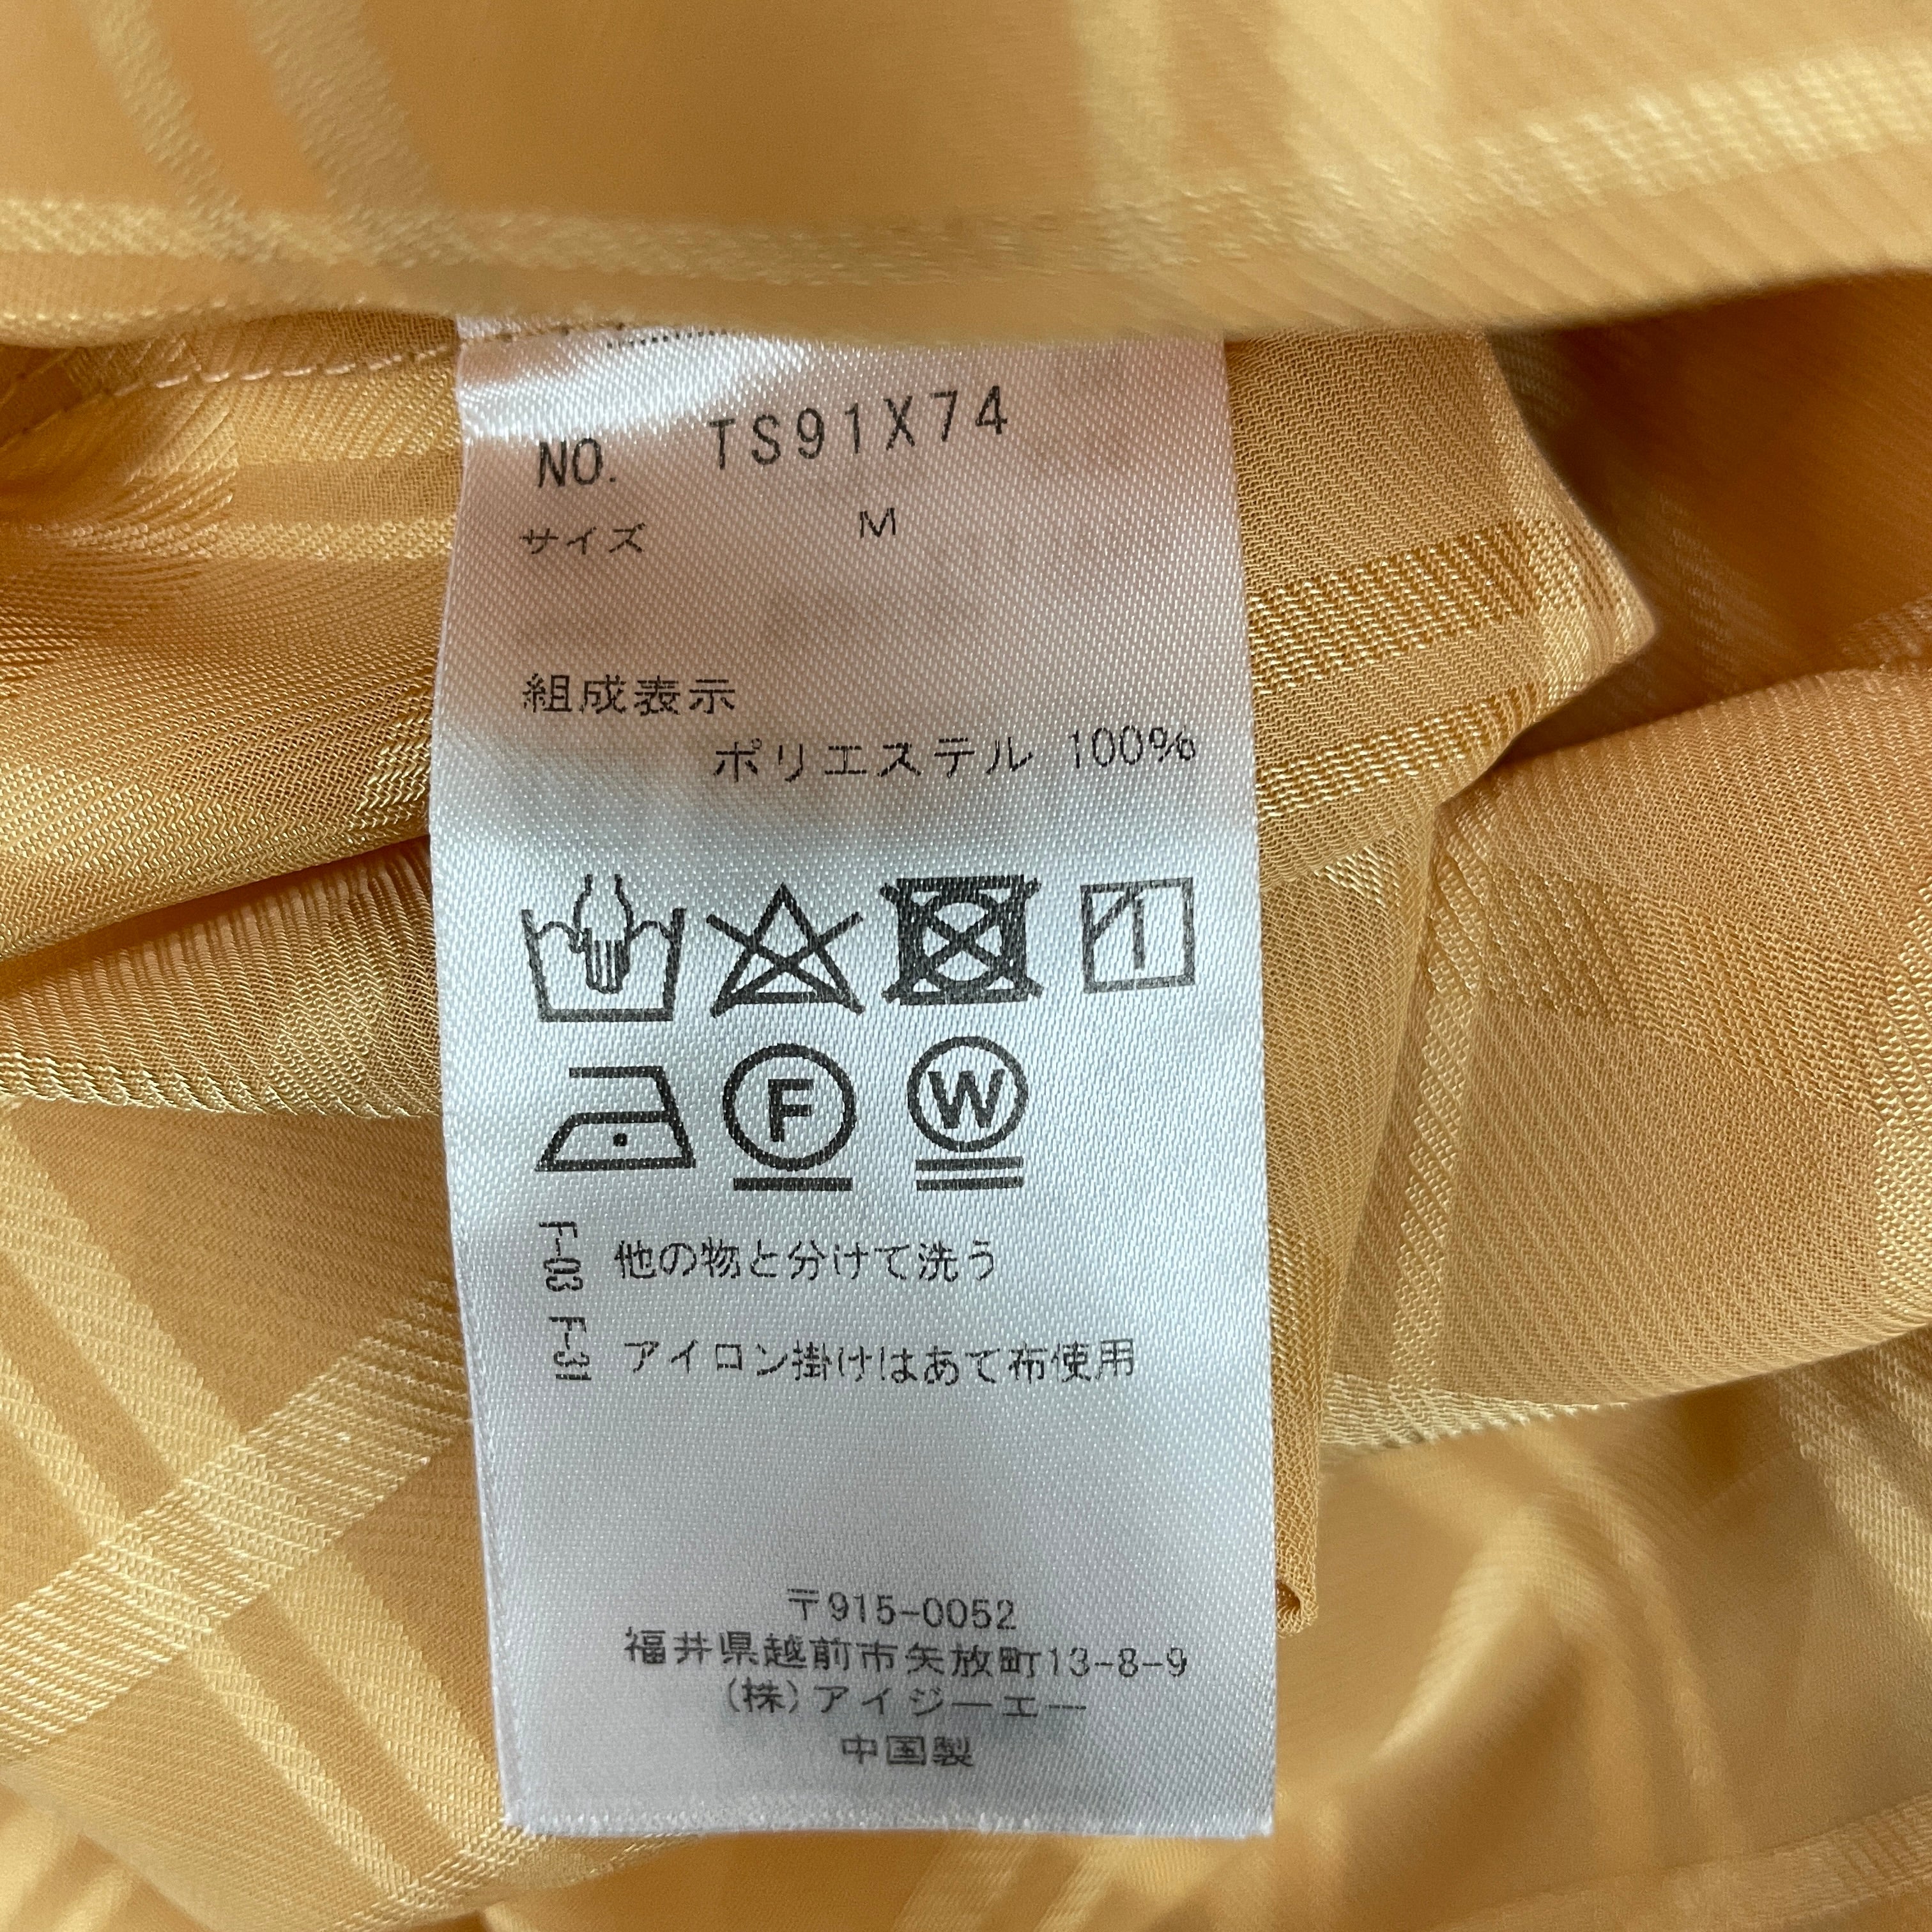 NO. TS91X74
サイズ M
組成表示
ポリエステル 100%
F W
F-03 他の物と分けて洗う
F-31 アイロン掛けはあて布使用
〒915-0052
福井県越前市矢放町13-8-9
(株)アイジーエー
中国製